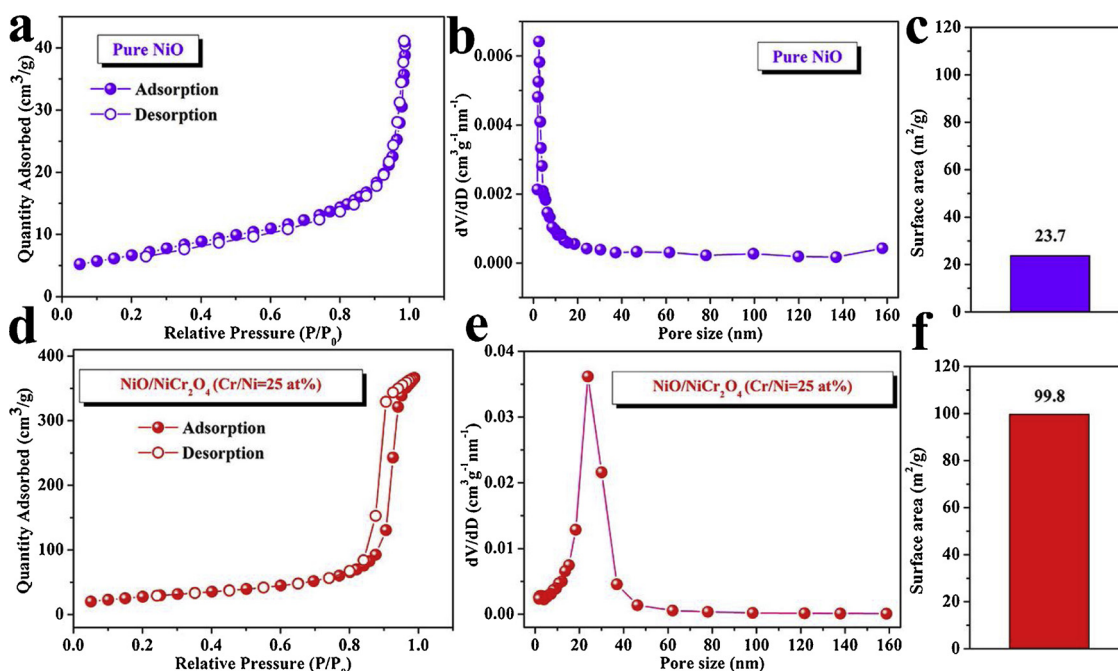 a
Pure NiO
Adsorption
Desorption
Quantity Adsorbed (cm³/g)
40
30
20
10
0
0.0 0.2 0.4 0.6 0.8 1.0
Relative Pressure (P/P₀)
b
Pure NiO
dV/dD (cm³g⁻¹nm⁻¹)
0.006
0.004
0.002
0.000
0 20 40 60 80 100 120 140 160
Pore size (nm)
c
Surface area (m²/g)
120
100
80
60
40
20
0
23.7
d
NiO/NiCr₂O₄ (Cr/Ni=25 at%)
Adsorption
Desorption
Quantity Adsorbed (cm³/g)
400
300
200
100
0
0.0 0.2 0.4 0.6 0.8 1.0
Relative Pressure (P/P₀)
e
NiO/NiCr₂O₄ (Cr/Ni=25 at%)
dV/dD (cm³g⁻¹nm⁻¹)
0.04
0.03
0.02
0.01
0.00
0 20 40 60 80 100 120 140 160
Pore size (nm)
f
Surface area (m²/g)
120
100
80
60
40
20
0
99.8